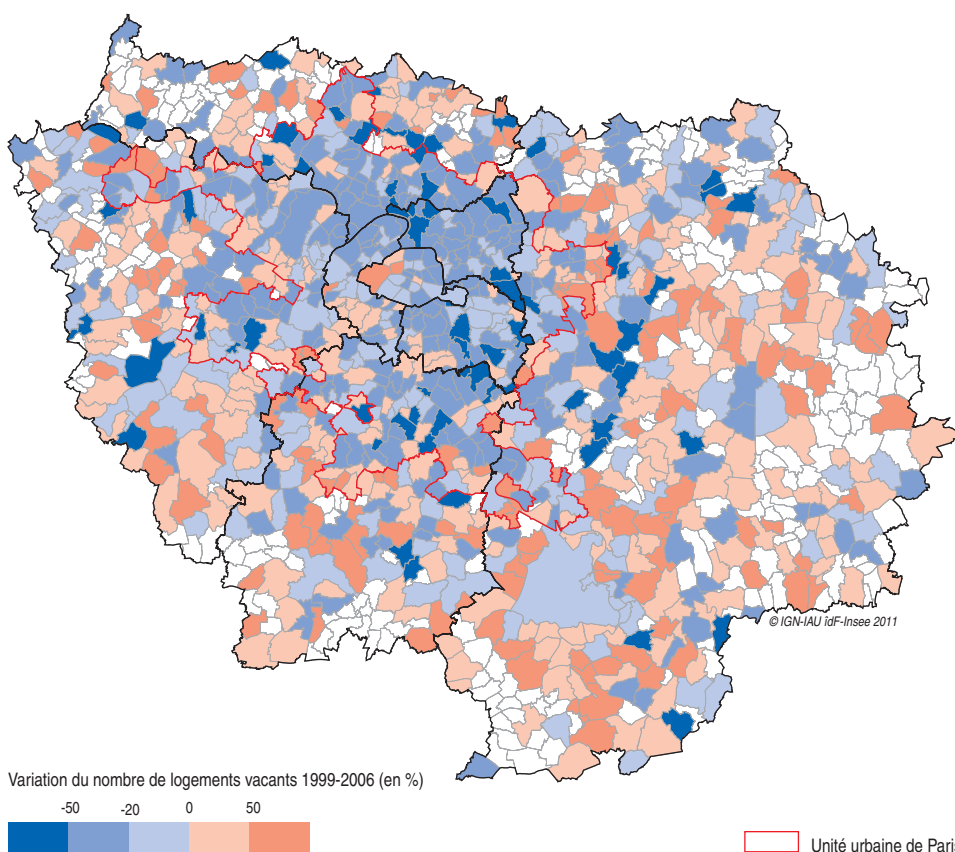 © IGN-IAU îdF-Insee 2011
Variation du nombre de logements vacants 1999-2006 (en %)
-50 -20 0 50
Unité urbaine de Paris